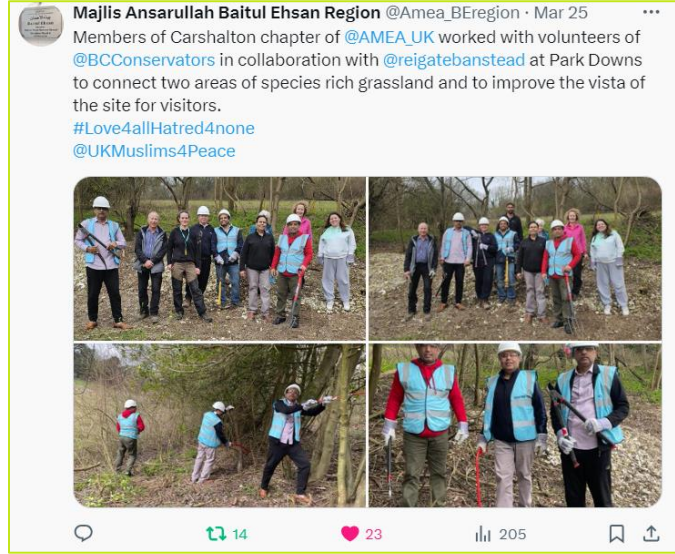 Majlis Ansarullah Baitul Ehsan Region @Amea_BEregion · Mar 25
Members of Carshalton chapter of @AMEA_UK worked with volunteers of
@BCConservators in collaboration with @reigatebanstead at Park Downs
to connect two areas of species rich grassland and to improve the vista of
the site for visitors.
#Love4allHatred4none
@UKMuslims4Peace
14
23
205